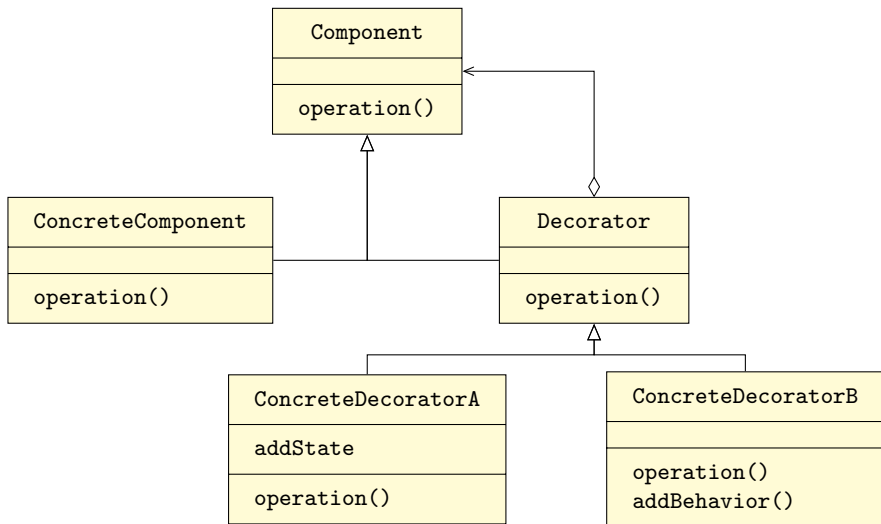 Component
operation()
ConcreteComponent
operation()
Decorator
operation()
ConcreteDecoratorA
addState
operation()
ConcreteDecoratorB
operation()
addBehavior()